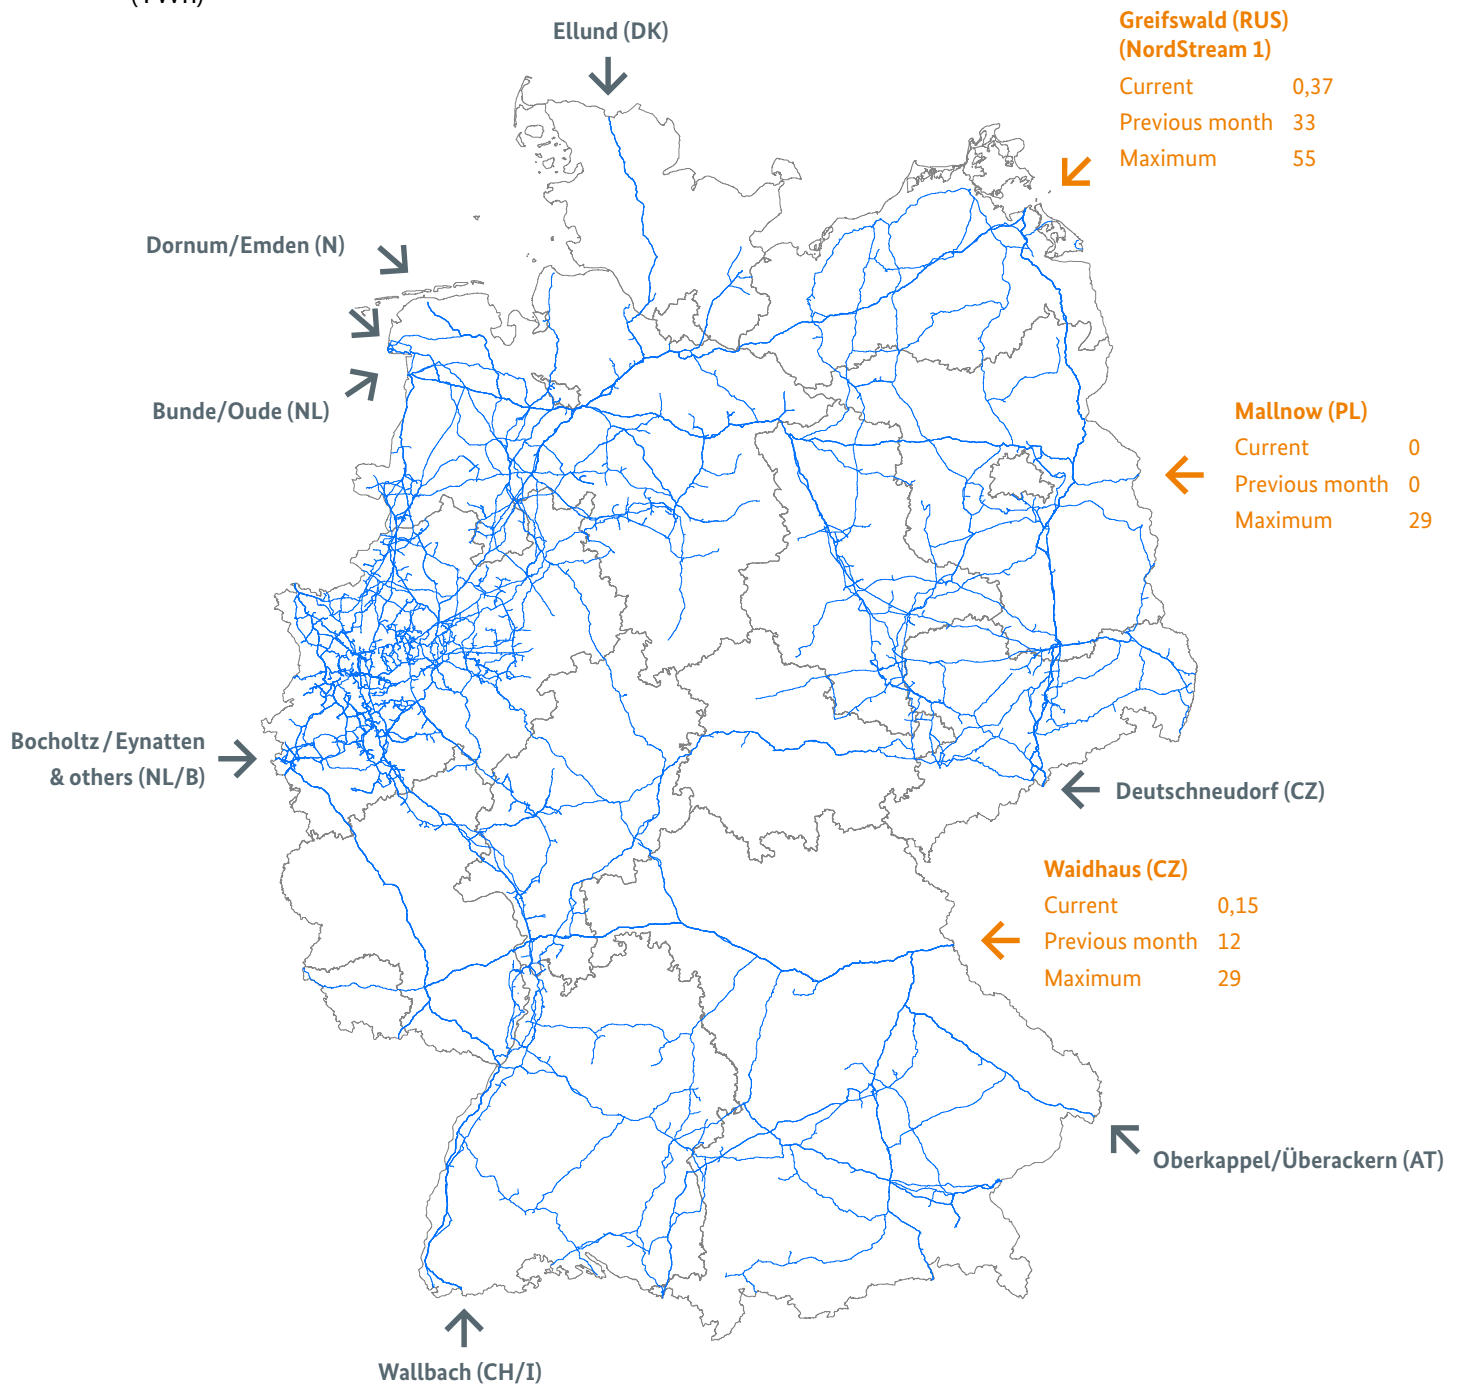 (TWh)
Ellund (DK)
Greifswald (RUS)
(NordStream 1)
Current 0,37
Previous month 33
Maximum 55
Dornum/Emden (N)
Bunde/Oude (NL)
Mallnow (PL)
Current 0
Previous month 0
Maximum 29
Bocholtz / Eynatten
& others (NL/B)
Deutschneudorf (CZ)
Waidhaus (CZ)
Current 0,15
Previous month 12
Maximum 29
Oberkappel/Überackern (AT)
Wallbach (CH/I)